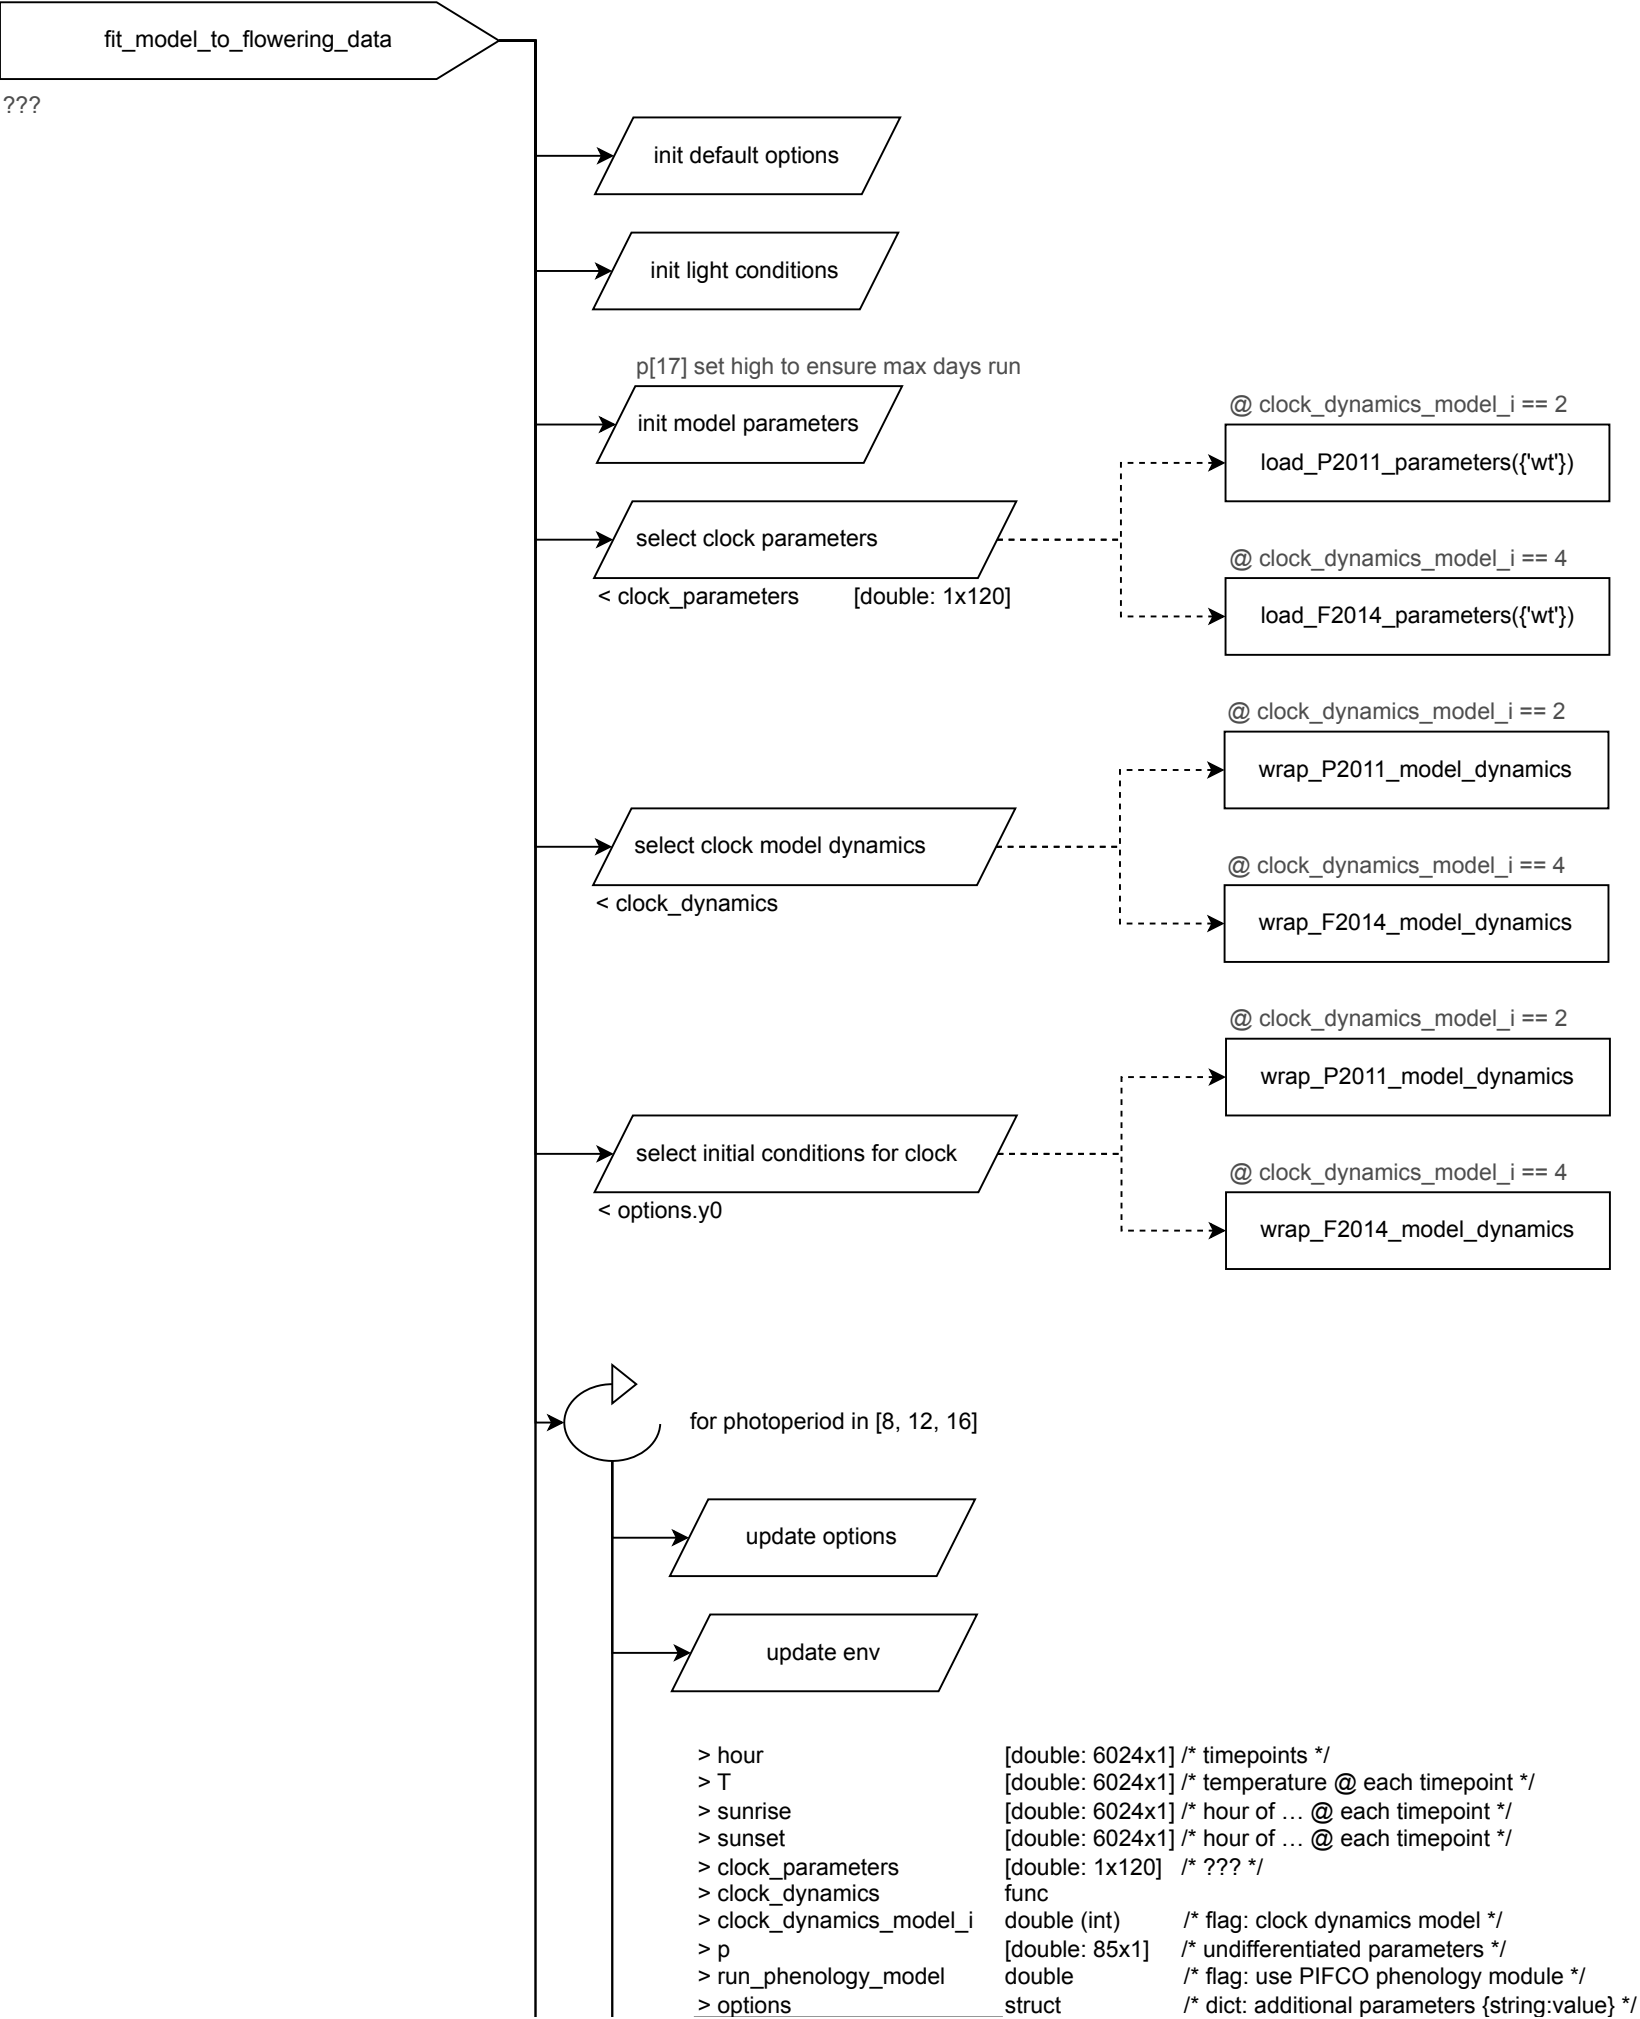 fit_model_to_flowering_data
???
init default options
init light conditions
p[17] set high to ensure max days run
init model parameters
@ clock_dynamics_model_i == 2
load_P2011_parameters({'wt'})
select clock parameters
< clock_parameters [double: 1x120]
@ clock_dynamics_model_i == 4
load_F2014_parameters({'wt'})
@ clock_dynamics_model_i == 2
wrap_P2011_model_dynamics
select clock model dynamics
< clock_dynamics
@ clock_dynamics_model_i == 4
wrap_F2014_model_dynamics
@ clock_dynamics_model_i == 2
wrap_P2011_model_dynamics
select initial conditions for clock
< options.y0
@ clock_dynamics_model_i == 4
wrap_F2014_model_dynamics
for photoperiod in [8, 12, 16]
update options
update env
> hour [double: 6024x1] /* timepoints */
> T [double: 6024x1] /* temperature @ each timepoint */
> sunrise [double: 6024x1] /* hour of … @ each timepoint */
> sunset [double: 6024x1] /* hour of … @ each timepoint */
> clock_parameters [double: 1x120] /* ??? */
> clock_dynamics func
> clock_dynamics_model_i double (int) /* flag: clock dynamics model */
> p [double: 85x1] /* undifferentiated parameters */
> run_phenology_model double /* flag: use PIFCO phenology module */
> options struct /* dict: additional parameters {string:value} */